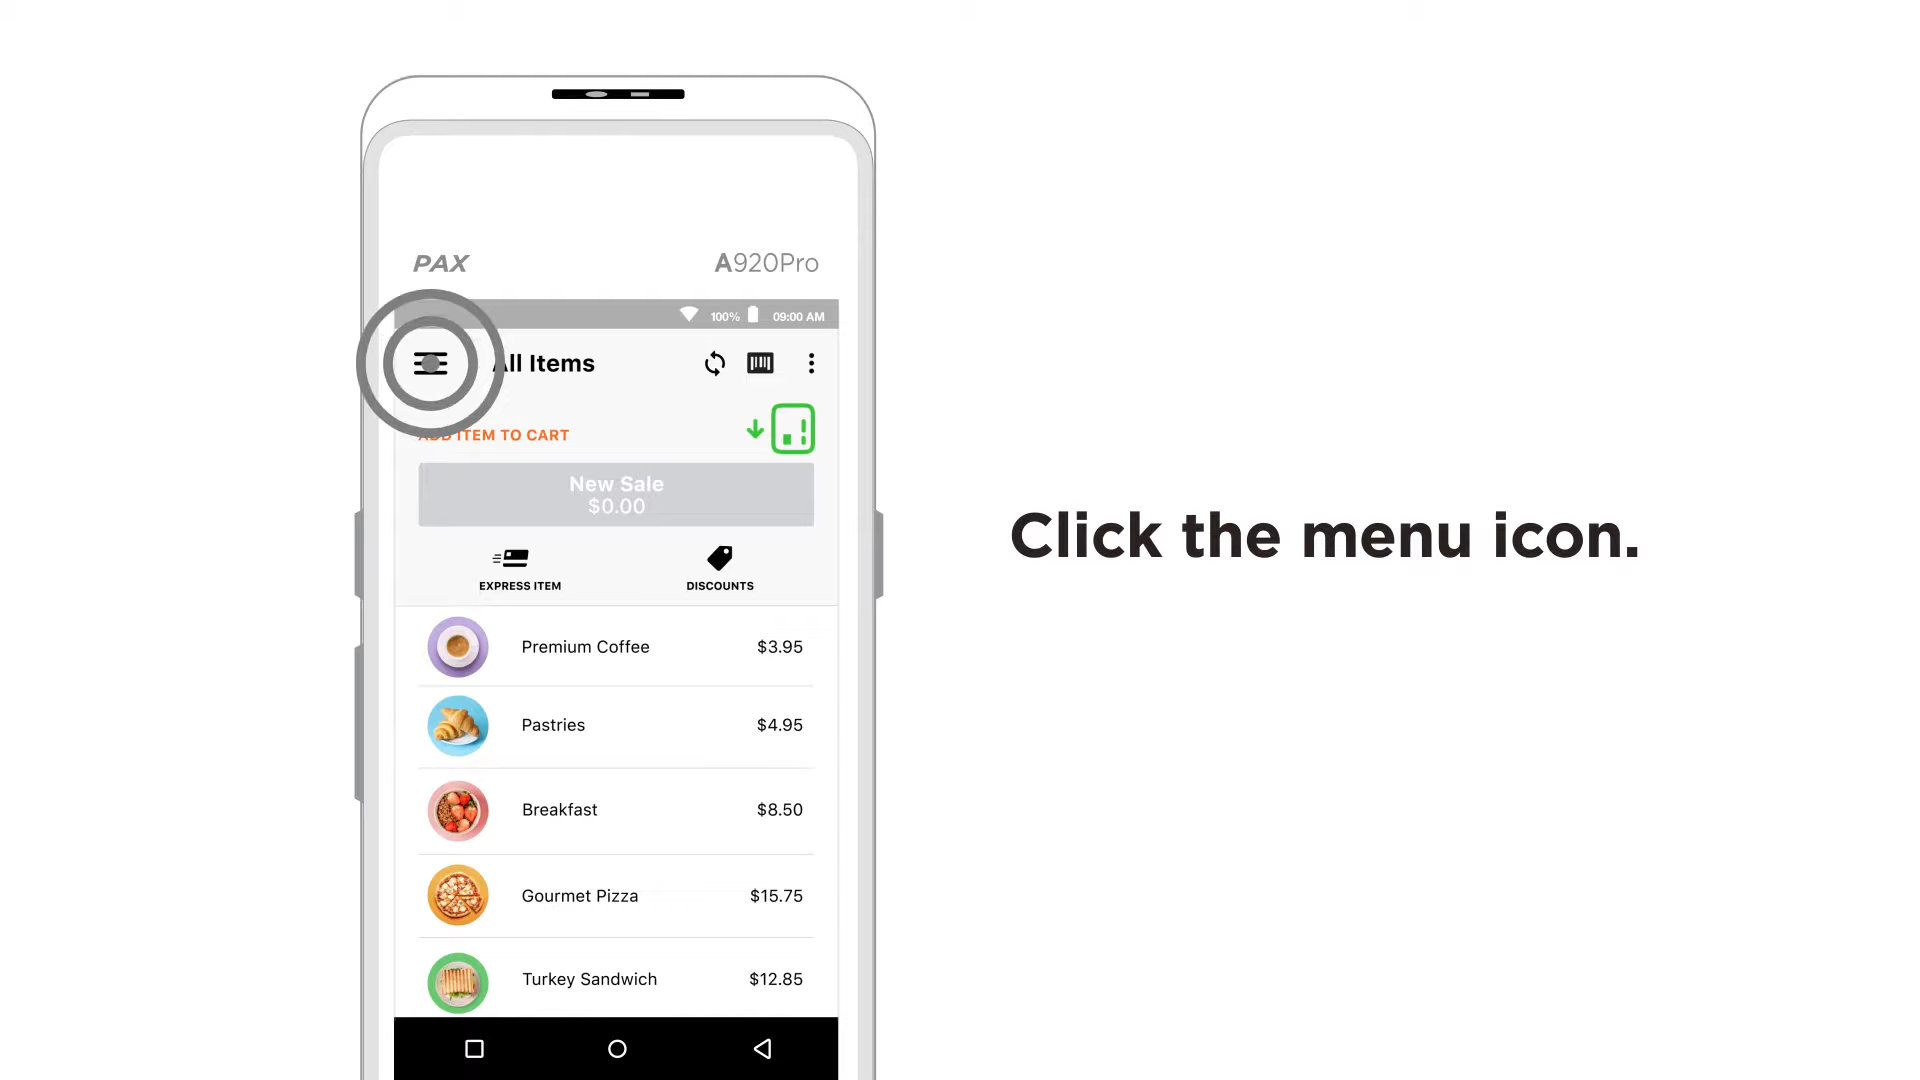 PAX A920Pro
100% 09:00 AM
All Items
ADD ITEM TO CART
New Sale
$0.00
EXPRESS ITEM DISCOUNTS
Premium Coffee $3.95
Pastries $4.95
Breakfast $8.50
Gourmet Pizza $15.75
Turkey Sandwich $12.85
Click the menu icon.